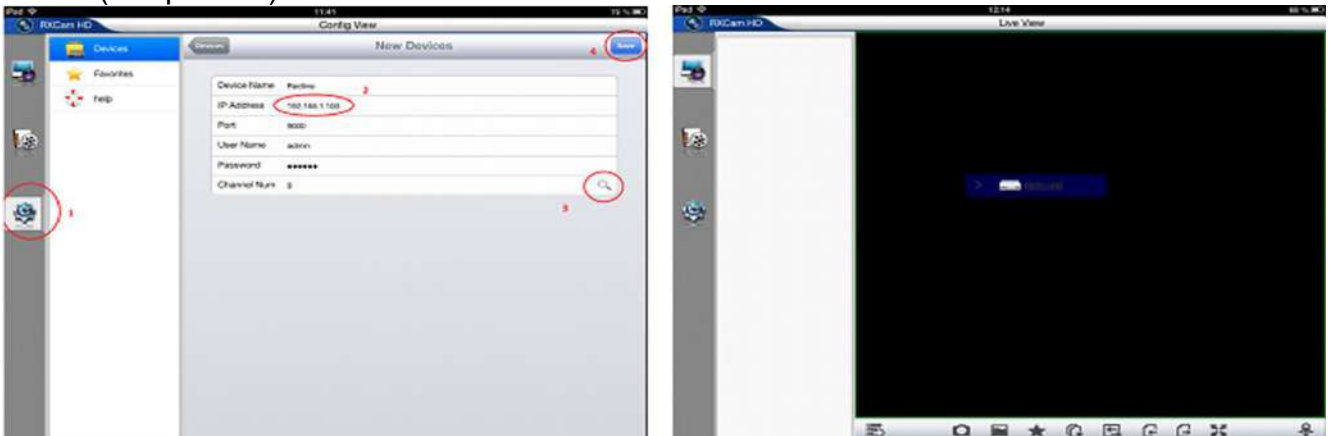 iPad 11:41 75 %
RXCam HD Config View
Devices
Favorites
help
Devices New Devices 4 Save
Device Name
IP Address 192.168.1.100 2
Port
User Name admin
Password ••••••
Channel Num
3
1
iPad 12:14
RXCam HD Live View